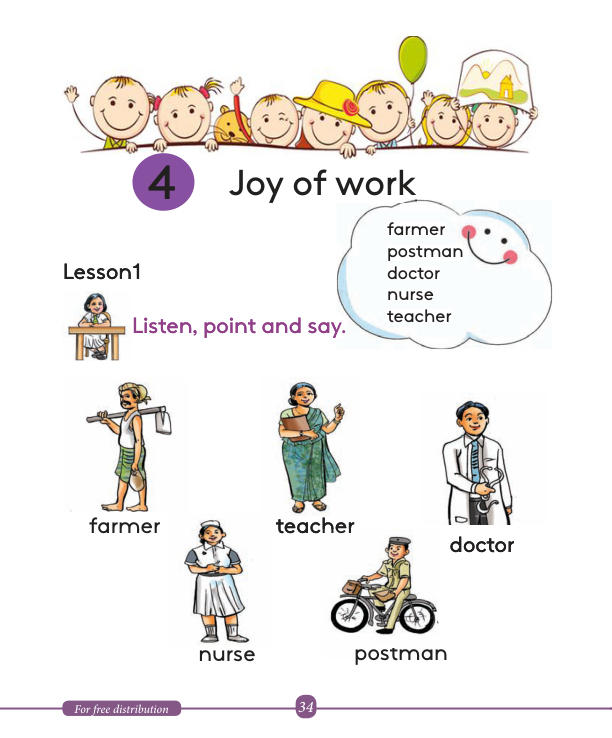 4 Joy of work
farmer
postman
doctor
nurse
teacher
Lesson1
Listen, point and say.
farmer
teacher
doctor
nurse
postman
For free distribution
34